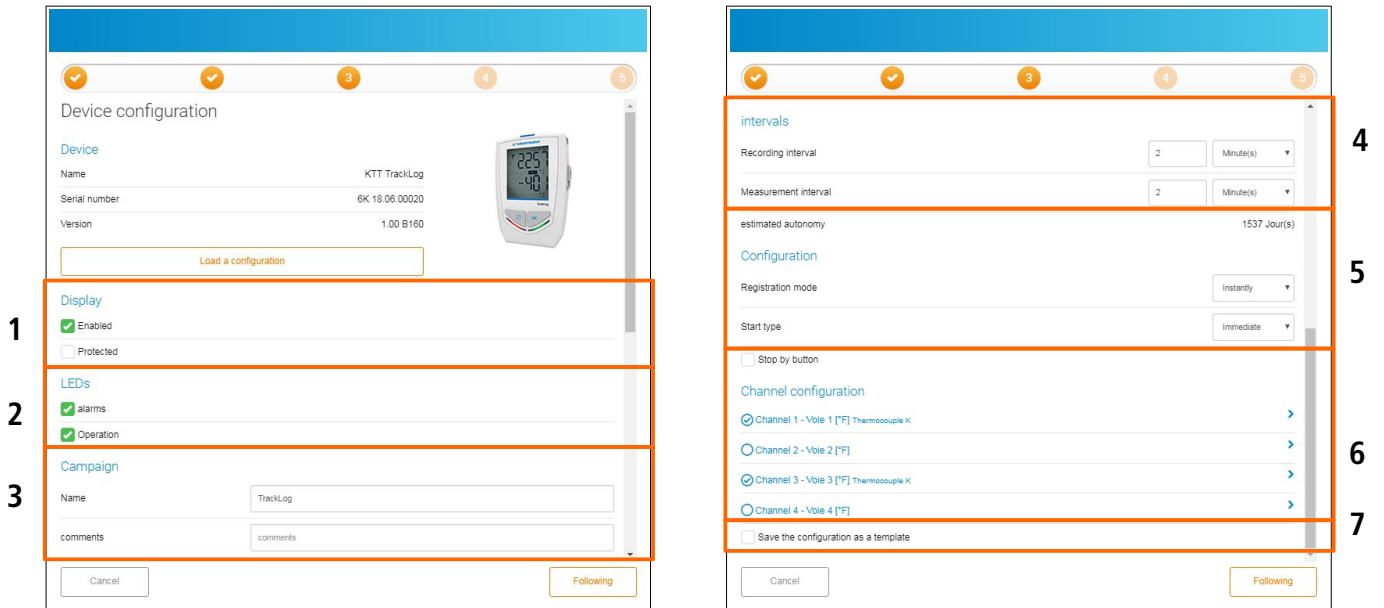 3 4 5
Device configuration
Device
Name KTT TrackLog
Serial number 6K 18.06.00020
Version 1.00 B160
Load a configuration
1
Display
Enabled
Protected
2
LEDs
alarms
Operation
3
Campaign
Name TrackLog
comments comments
Cancel Following
3 4 5
intervals
4
Recording interval 2 Minute(s)
Measurement interval 2 Minute(s)
estimated autonomy 1537 Jour(s)
Configuration
5
Registration mode Instantly
Start type Immediate
Stop by button
Channel configuration
Channel 1 - Voie 1 [°F] Thermocouple K
Channel 2 - Voie 2 [°F]
6
Channel 3 - Voie 3 [°F] Thermocouple K
Channel 4 - Voie 4 [°F]
7
Save the configuration as a template
Cancel Following